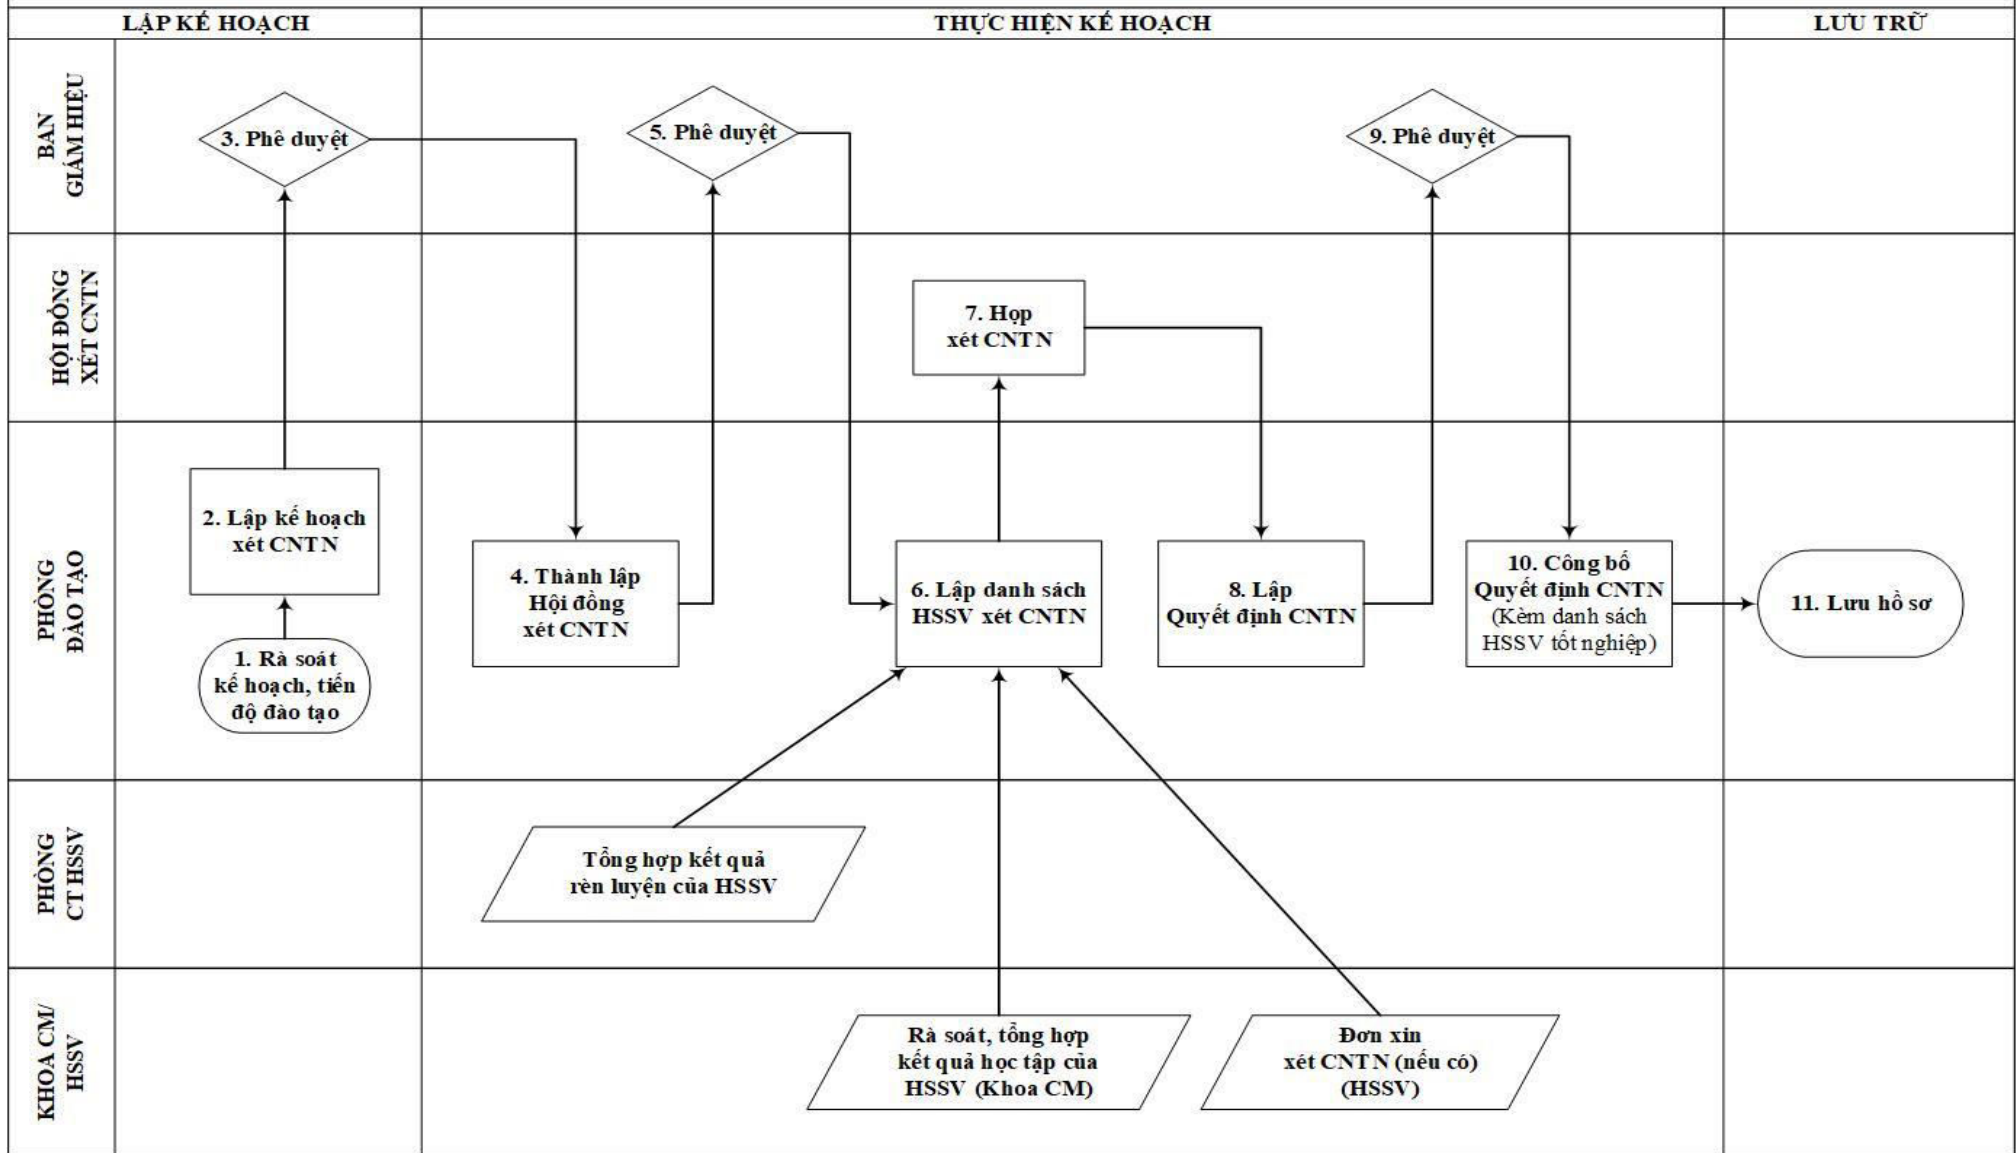 LẬP KẾ HOẠCH
THỰC HIỆN KẾ HOẠCH
LƯU TRỮ
BAN
GIÁM HIỆU
3. Phê duyệt
5. Phê duyệt
9. Phê duyệt
HỘI ĐỒNG
XÉT CNTN
7. Họp
xét CNTN
PHÒNG
ĐÀO TẠO
2. Lập kế hoạch
xét CNTN
1. Rà soát
kế hoạch, tiến
độ đào tạo
4. Thành lập
Hội đồng
xét CNTN
6. Lập danh sách
HSSV xét CNTN
8. Lập
Quyết định CNTN
10. Công bố
Quyết định CNTN
(Kèm danh sách
HSSV tốt nghiệp)
11. Lưu hồ sơ
PHÒNG
CT HSSV
Tổng hợp kết quả
rèn luyện của HSSV
KHOA CM/
HSSV
Rà soát, tổng hợp
kết quả học tập của
HSSV (Khoa CM)
Đơn xin
xét CNTN (nếu có)
(HSSV)